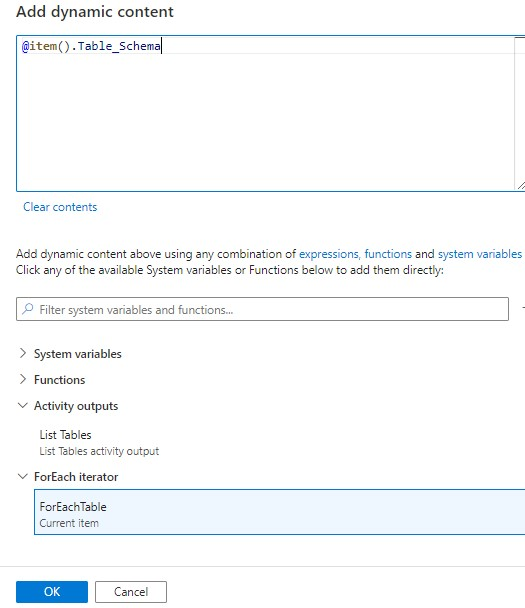 Add dynamic content
@item().Table_Schema
Clear contents
Add dynamic content above using any combination of expressions, functions and system variables
Click any of the available System variables or Functions below to add them directly:
Filter system variables and functions...
System variables
Functions
Activity outputs
List Tables
List Tables activity output
ForEach iterator
ForEachTable
Current item
OK
Cancel